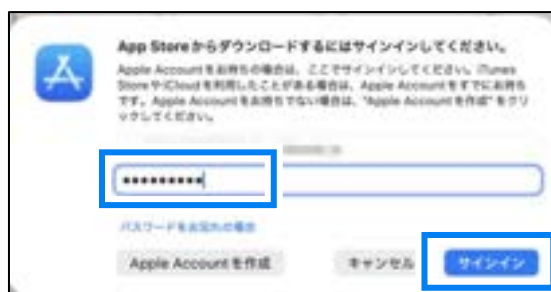 App Storeからダウンロードするにはサインインしてください。
Apple Accountをお持ちの場合は、ここでサインインしてください。iTunes
StoreやiCloudを利用したことがある場合は、Apple Accountをすでにお持ち
です。Apple Accountをお持ちでない場合は、"Apple Accountを作成"をクリ
ックしてください。
•••••••••
パスワードをお忘れの場合
Apple Accountを作成
キャンセル
サインイン